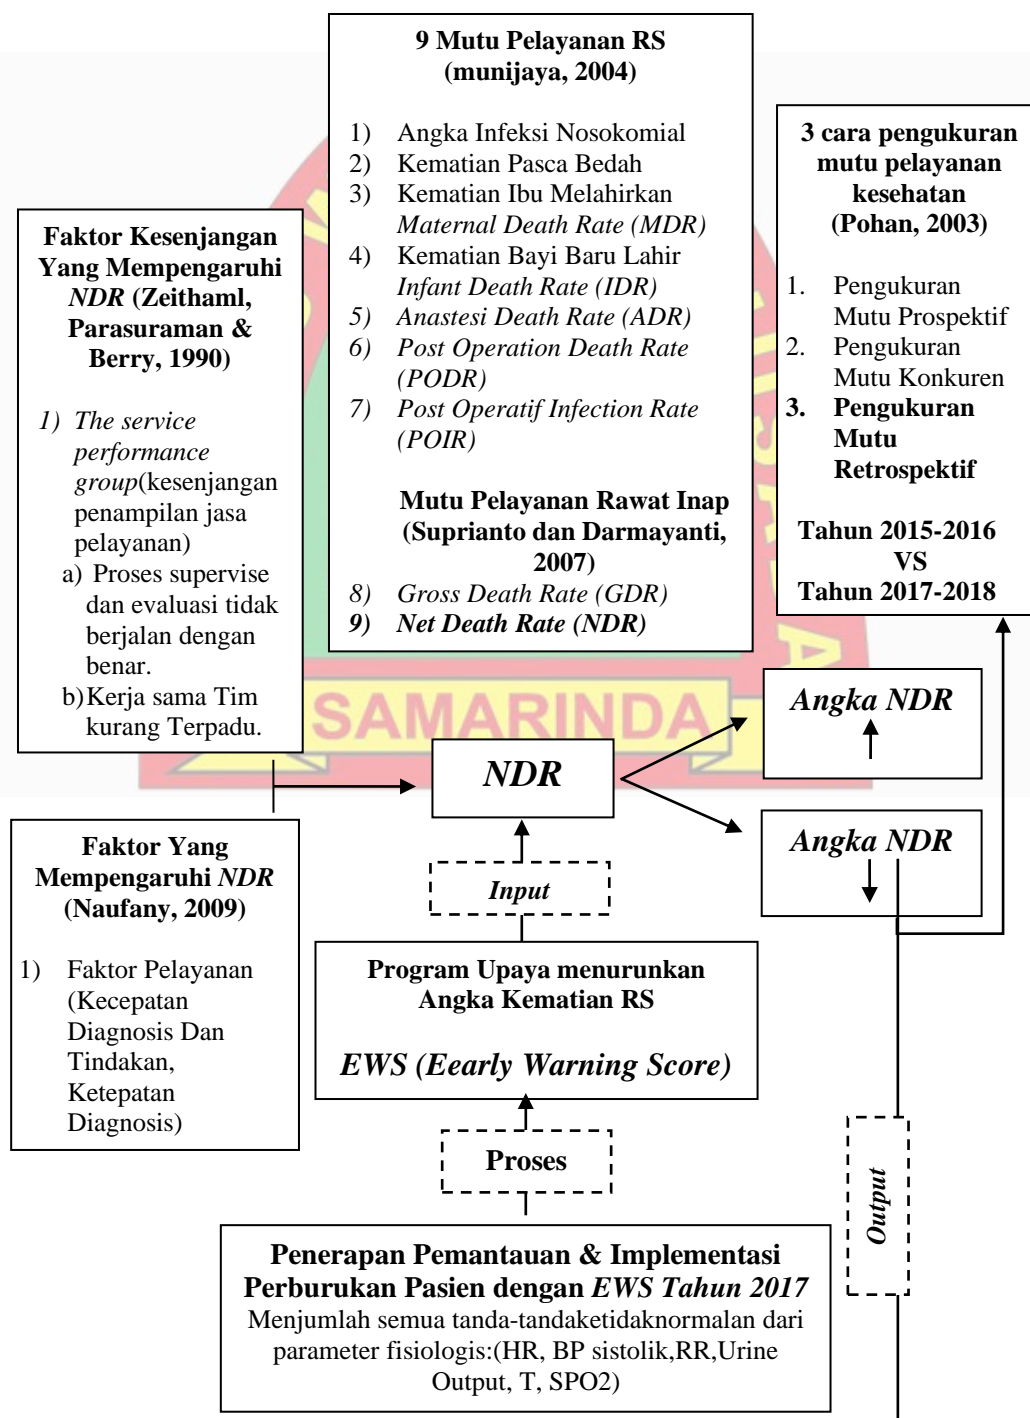 9 Mutu Pelayanan RS
(munijaya, 2004)
1) Angka Infeksi Nosokomial
2) Kematian Pasca Bedah
3) Kematian Ibu Melahirkan
Maternal Death Rate (MDR)
4) Kematian Bayi Baru Lahir
Infant Death Rate (IDR)
5) Anastesi Death Rate (ADR)
6) Post Operation Death Rate
(PODR)
7) Post Operatif Infection Rate
(POIR)
Mutu Pelayanan Rawat Inap
(Suprianto dan Darmayanti,
2007)
8) Gross Death Rate (GDR)
9) Net Death Rate (NDR)
3 cara pengukuran
mutu pelayanan
kesehatan
(Pohan, 2003)
1. Pengukuran
Mutu Prospektif
2. Pengukuran
Mutu Konkuren
3. Pengukuran
Mutu
Retrospektif
Tahun 2015-2016
VS
Tahun 2017-2018
Faktor Kesenjangan
Yang Mempengaruhi
NDR (Zeithaml,
Parasuraman &
Berry, 1990)
1) The service
performance
group(kesenjangan
penampilan jasa
pelayanan)
a) Proses supervise
dan evaluasi tidak
berjalan dengan
benar.
b)Kerja sama Tim
kurang Terpadu.
SAMARINDA
NDR
Angka NDR
Angka NDR
Faktor Yang
Mempengaruhi NDR
(Naufany, 2009)
1) Faktor Pelayanan
(Kecepatan
Diagnosis Dan
Tindakan,
Ketepatan
Diagnosis)
Input
Program Upaya menurunkan
Angka Kematian RS
EWS (Eearly Warning Score)
Proses
Output
Penerapan Pemantauan & Implementasi
Perburukan Pasien dengan EWS Tahun 2017
Menjumlah semua tanda-tandaketidaknormalan dari
parameter fisiologis:(HR, BP sistolik,RR,Urine
Output, T, SPO2)